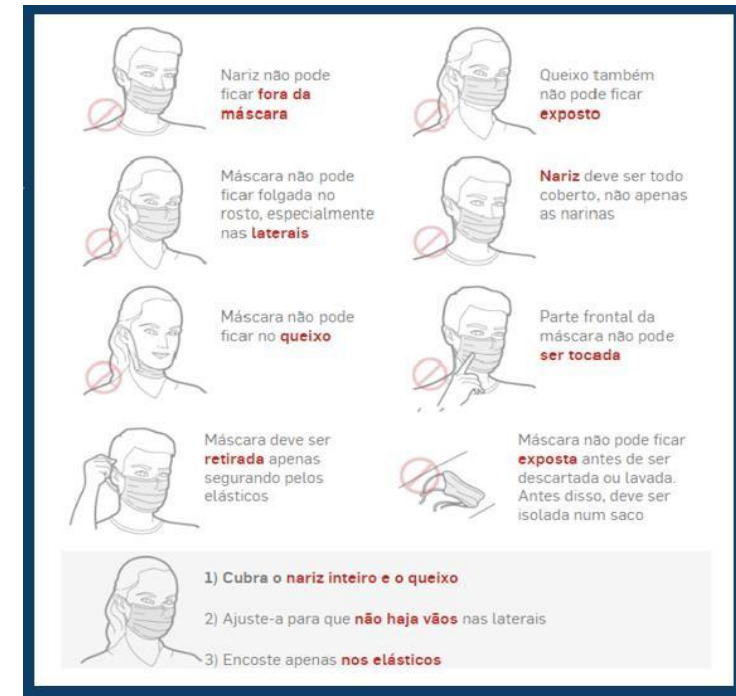 Nariz não pode
ficar fora da
máscara
Queixo também
não pode ficar
exposto
Máscara não pode
ficar folgada no
rosto, especialmente
nas laterais
Nariz deve ser todo
coberto, não apenas
as narinas
Máscara não pode
ficar no queixo
Parte frontal da
máscara não pode
ser tocada
Máscara deve ser
retirada apenas
segurando pelos
elásticos
Máscara não pode ficar
exposta antes de ser
descartada ou lavada.
Antes disso, deve ser
isolada num saco
1) Cubra o nariz inteiro e o queixo
2) Ajuste-a para que não haja vãos nas laterais
3) Encoste apenas nos elásticos